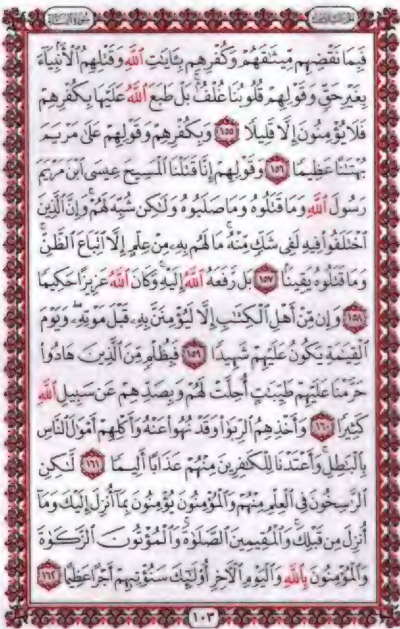 الجزء السادس سورة النساء
فَبِمَا نَقْضِهِم مِّيثَٰقَهُمْ وَكُفْرِهِم بِـَٔايَٰتِ ٱللَّهِ وَقَتْلِهِمُ ٱلْأَنۢبِيَآءَ
بِغَيْرِ حَقٍّ وَقَوْلِهِمْ قُلُوبُنَا غُلْفٌۢ ۚ بَلْ طَبَعَ ٱللَّهُ عَلَيْهَا بِكُفْرِهِمْ
فَلَا يُؤْمِنُونَ إِلَّا قَلِيلًا ١٥٥ وَبِكُفْرِهِمْ وَقَوْلِهِمْ عَلَىٰ مَرْيَمَ
بُهْتَٰنًا عَظِيمًا ١٥٦ وَقَوْلِهِمْ إِنَّا قَتَلْنَا ٱلْمَسِيحَ عِيسَى ٱبْنَ مَرْيَمَ
رَسُولَ ٱللَّهِ وَمَا قَتَلُوهُ وَمَا صَلَبُوهُ وَلَٰكِن شُبِّهَ لَهُمْ ۚ وَإِنَّ ٱلَّذِينَ
ٱخْتَلَفُوا۟ فِيهِ لَفِى شَكٍّ مِّنْهُ ۚ مَا لَهُم بِهِۦ مِنْ عِلْمٍ إِلَّا ٱتِّبَاعَ ٱلظَّنِّ ۚ
وَمَا قَتَلُوهُ يَقِينًۢا ١٥٧ بَل رَّفَعَهُ ٱللَّهُ إِلَيْهِ ۚ وَكَانَ ٱللَّهُ عَزِيزًا حَكِيمًا
١٥٨ وَإِن مِّنْ أَهْلِ ٱلْكِتَٰبِ إِلَّا لَيُؤْمِنَنَّ بِهِۦ قَبْلَ مَوْتِهِۦ ۖ وَيَوْمَ
ٱلْقِيَٰمَةِ يَكُونُ عَلَيْهِمْ شَهِيدًا ١٥٩ فَبِظُلْمٍ مِّنَ ٱلَّذِينَ هَادُوا۟
حَرَّمْنَا عَلَيْهِمْ طَيِّبَٰتٍ أُحِلَّتْ لَهُمْ وَبِصَدِّهِمْ عَن سَبِيلِ ٱللَّهِ
كَثِيرًا ١٦٠ وَأَخْذِهِمُ ٱلرِّبَوٰا۟ وَقَدْ نُهُوا۟ عَنْهُ وَأَكْلِهِمْ أَمْوَٰلَ ٱلنَّاسِ
بِٱلْبَٰطِلِ ۚ وَأَعْتَدْنَا لِلْكَٰفِرِينَ مِنْهُمْ عَذَابًا أَلِيمًا ١٦١ لَّٰكِنِ
ٱلرَّٰسِخُونَ فِى ٱلْعِلْمِ مِنْهُمْ وَٱلْمُؤْمِنُونَ يُؤْمِنُونَ بِمَآ أُنزِلَ إِلَيْكَ وَمَآ
أُنزِلَ مِن قَبْلِكَ ۚ وَٱلْمُقِيمِينَ ٱلصَّلَوٰةَ ۚ وَٱلْمُؤْتُونَ ٱلزَّكَوٰةَ
وَٱلْمُؤْمِنُونَ بِٱللَّهِ وَٱلْيَوْمِ ٱلْءَاخِرِ أُو۟لَٰٓئِكَ سَنُؤْتِيهِمْ أَجْرًا عَظِيمًا ١٦٢
١٠٣